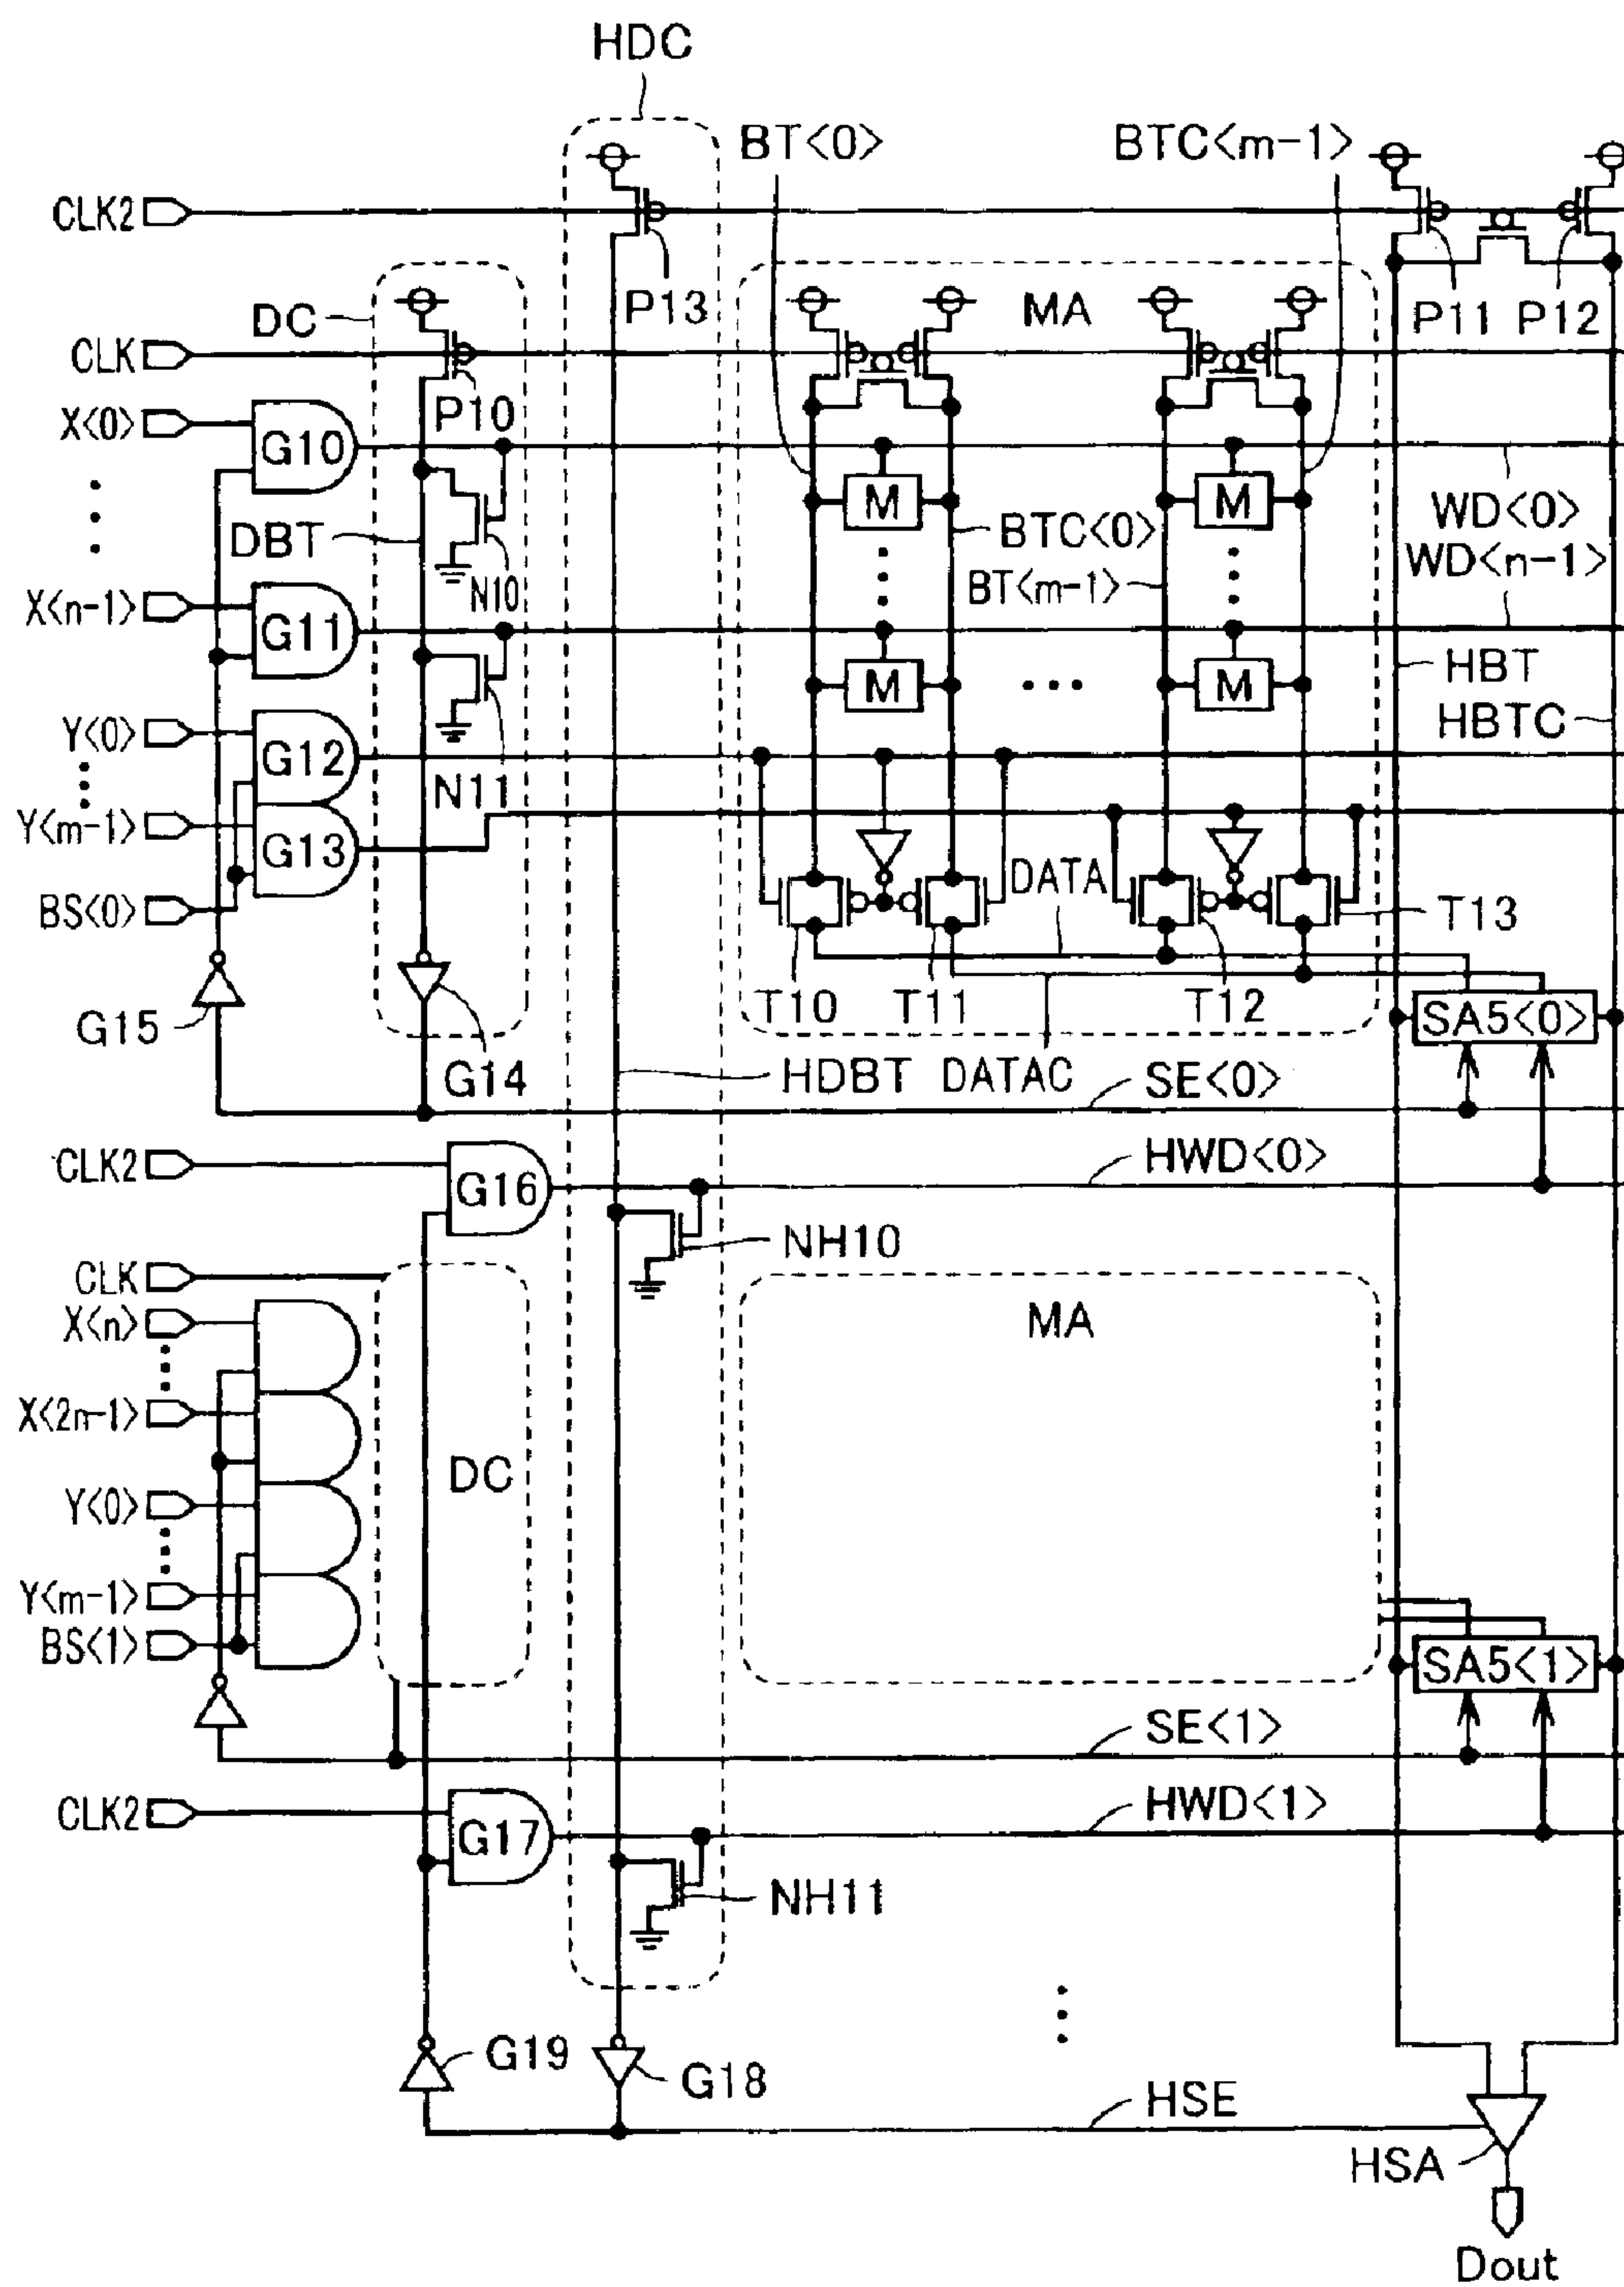 HDC
BT<0>
BTC<m-1>
CLK2
P13
P11
P12
DC
MA
CLK
P10
X<0>
G10
M
M
WD<0>
DBT
BTC<0>
WD<n-1>
BT<m-1>
N10
X<n-1>
G11
M
M
HBT
HBTC
Y<0>
G12
N11
Y<m-1>
G13
DATA
BS<0>
T13
T10
T11
T12
SA5<0>
G15
G14
HDBT
DATAC
SE<0>
CLK2
G16
HWD<0>
NH10
CLK
X<n>
MA
X<2n-1>
DC
Y<0>
Y<m-1>
BS<1>
SA5<1>
SE<1>
CLK2
G17
HWD<1>
NH11
G19
G18
HSE
HSA
Dout